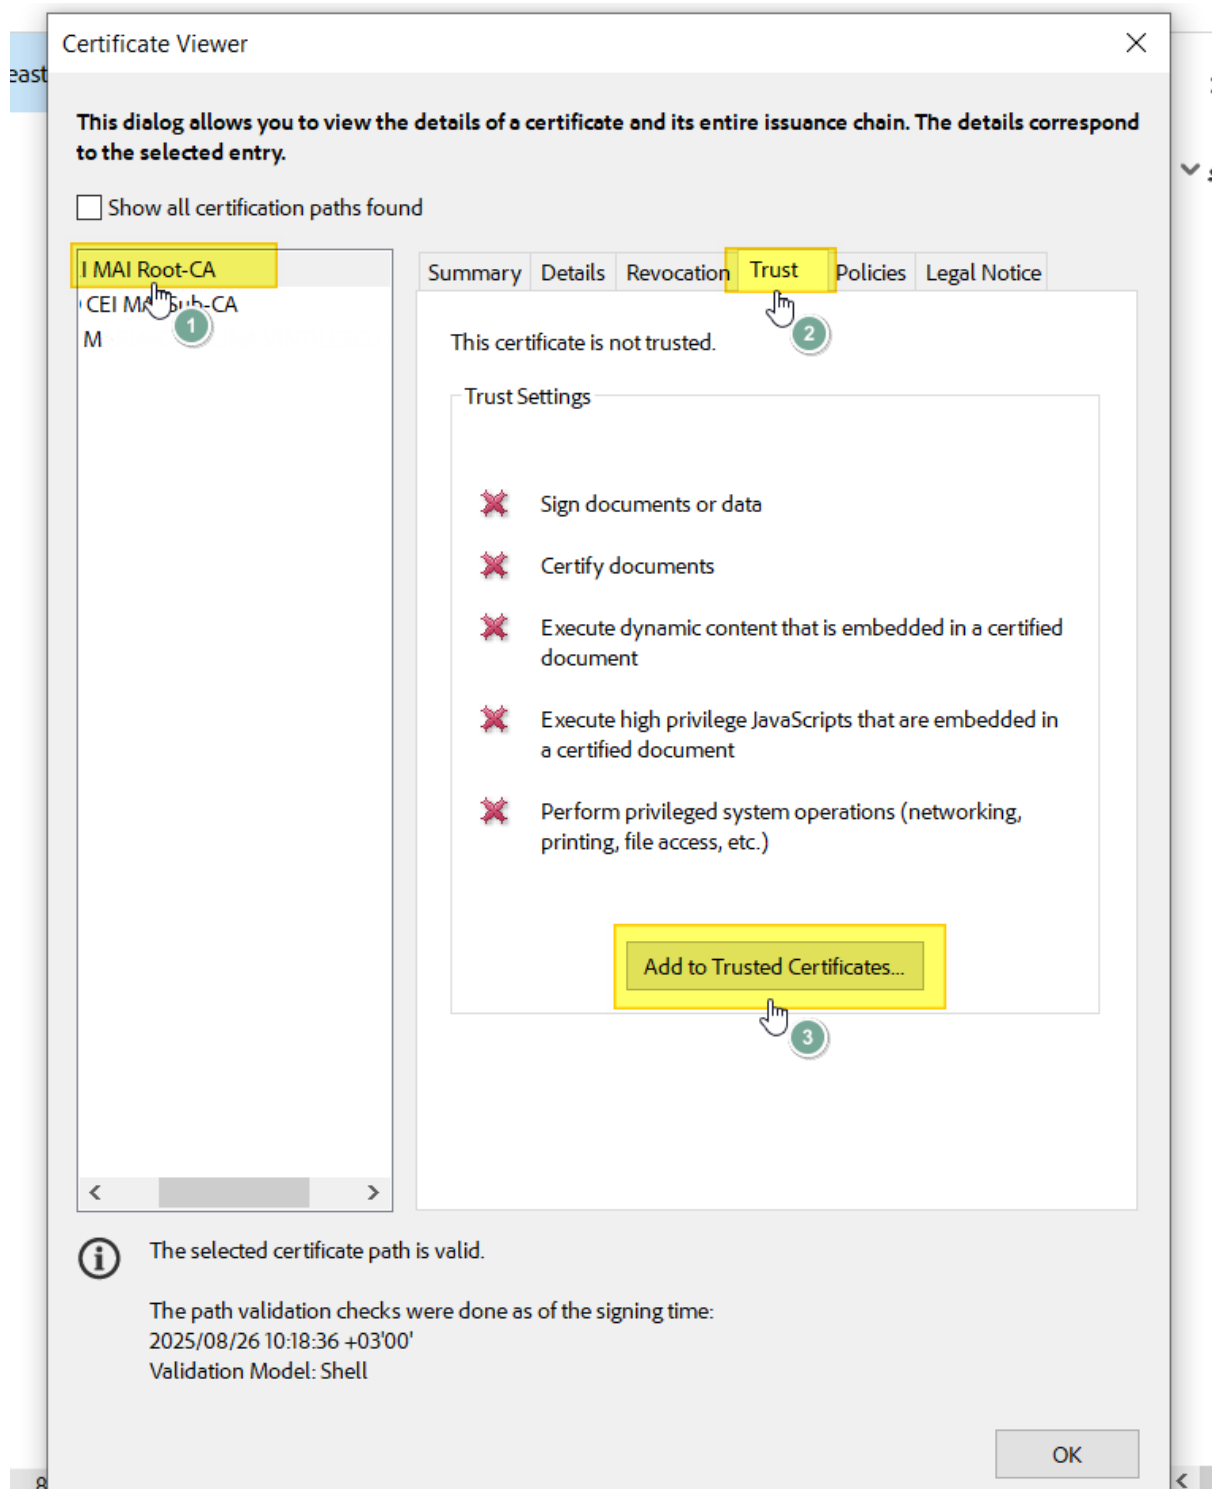 Certificate Viewer
east
This dialog allows you to view the details of a certificate and its entire issuance chain. The details correspond
to the selected entry.
Show all certification paths found
I MAI Root-CA
CEI MAI Sub-CA
M
1
Summary Details Revocation Trust Policies Legal Notice
2
This certificate is not trusted.
Trust Settings
Sign documents or data
Certify documents
Execute dynamic content that is embedded in a certified
document
Execute high privilege JavaScripts that are embedded in
a certified document
Perform privileged system operations (networking,
printing, file access, etc.)
Add to Trusted Certificates...
3
The selected certificate path is valid.
The path validation checks were done as of the signing time:
2025/08/26 10:18:36 +03'00'
Validation Model: Shell
OK
8